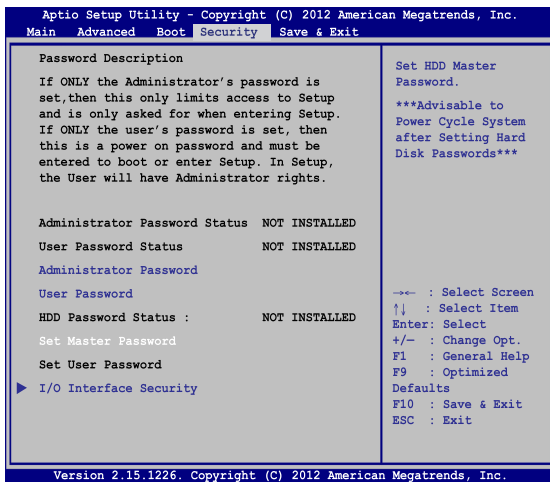 Aptio Setup Utility - Copyright (C) 2012 American Megatrends, Inc.
Main Advanced Boot Security Save & Exit
Password Description
If ONLY the Administrator's password is
set,then this only limits access to Setup
and is only asked for when entering Setup.
If ONLY the user's password is set, then
this is a power on password and must be
entered to boot or enter Setup. In Setup,
the User will have Administrator rights.
Administrator Password Status NOT INSTALLED
User Password Status NOT INSTALLED
Administrator Password
User Password
HDD Password Status : NOT INSTALLED
Set Master Password
Set User Password
I/O Interface Security
Set HDD Master
Password.
***Advisable to
Power Cycle System
after Setting Hard
Disk Passwords***
→← : Select Screen
↑↓ : Select Item
Enter: Select
+/— : Change Opt.
F1 : General Help
F9 : Optimized
Defaults
F10 : Save & Exit
ESC : Exit
Version 2.15.1226. Copyright (C) 2012 American Megatrends, Inc.